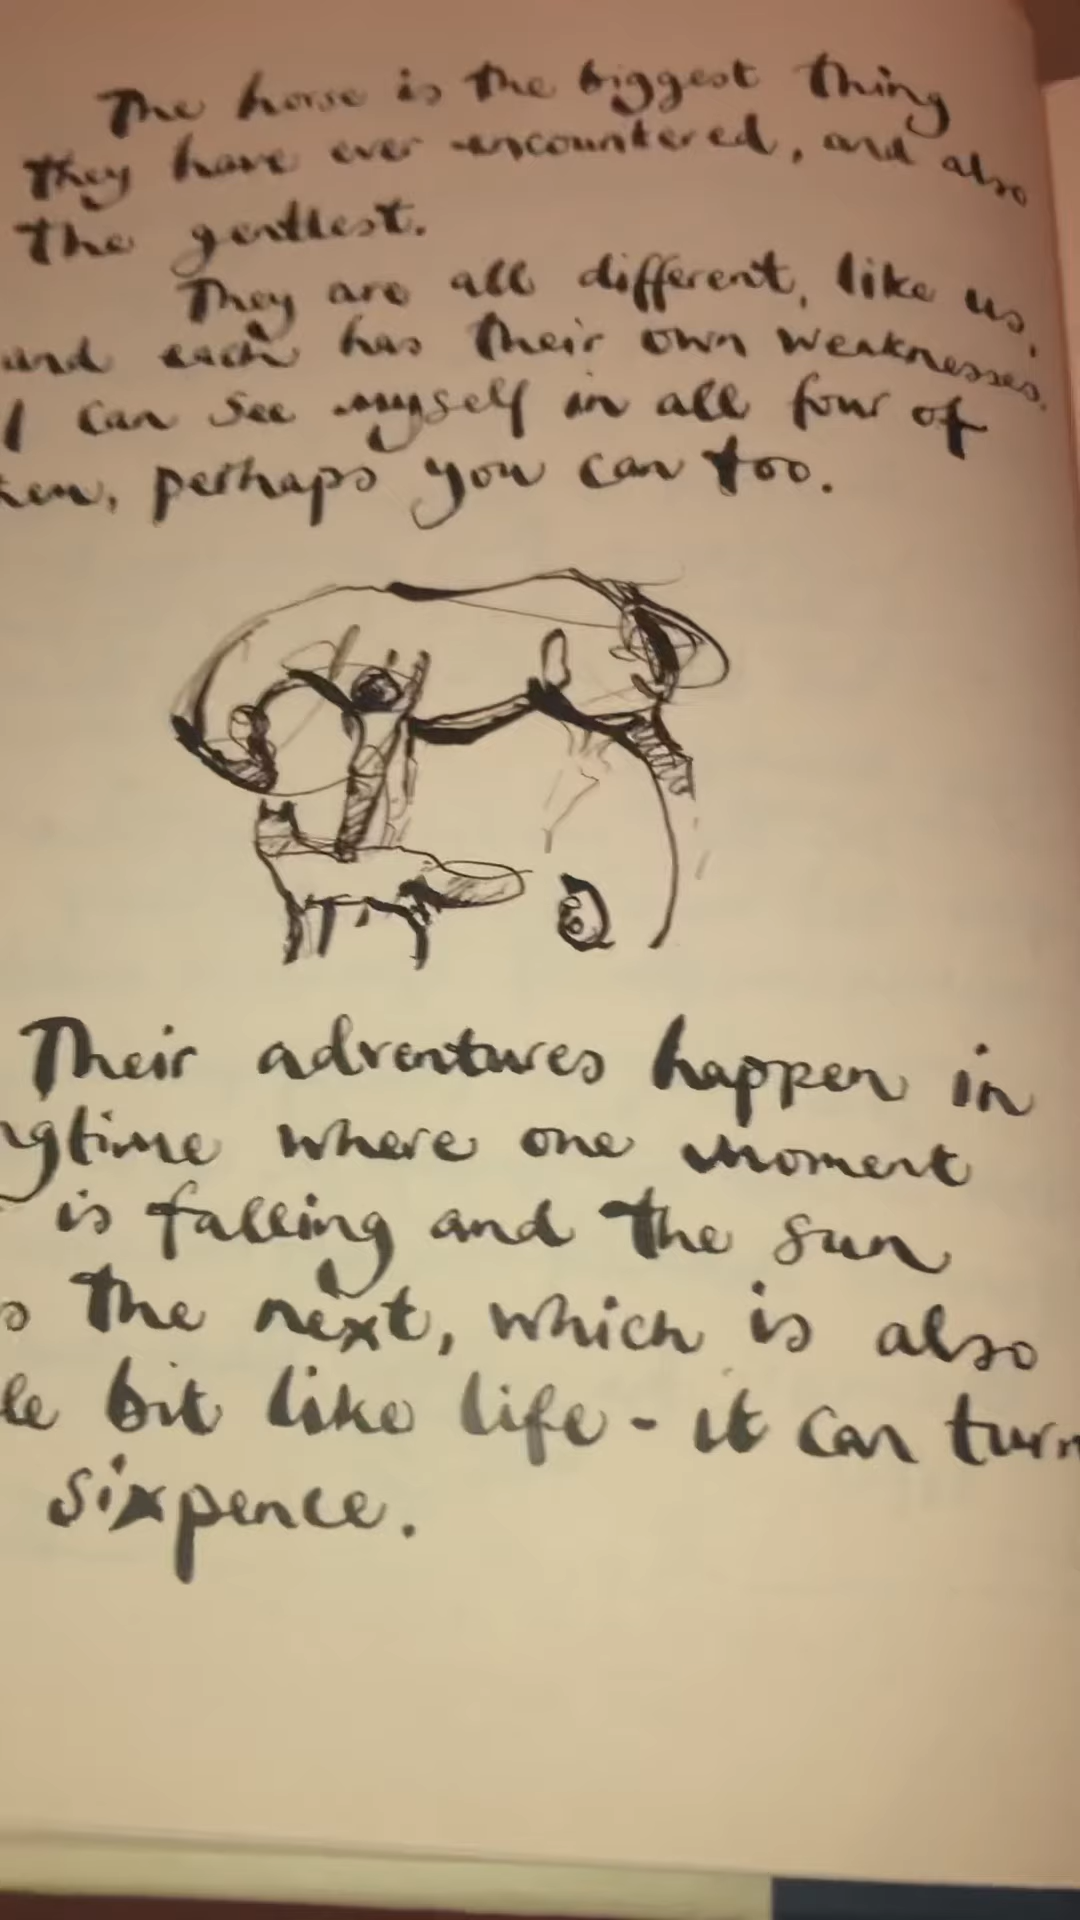 The horse is the biggest thing
they have ever encountered, and also
the gentlest.
They are all different, like us,
and each has their own weaknesses.
I can see myself in all four of
hem, perhaps you can too.
Their adventures happen in
ngtime where one moment
is falling and the sun
s the next, which is also
le bit like life - it can turn
sixpence.